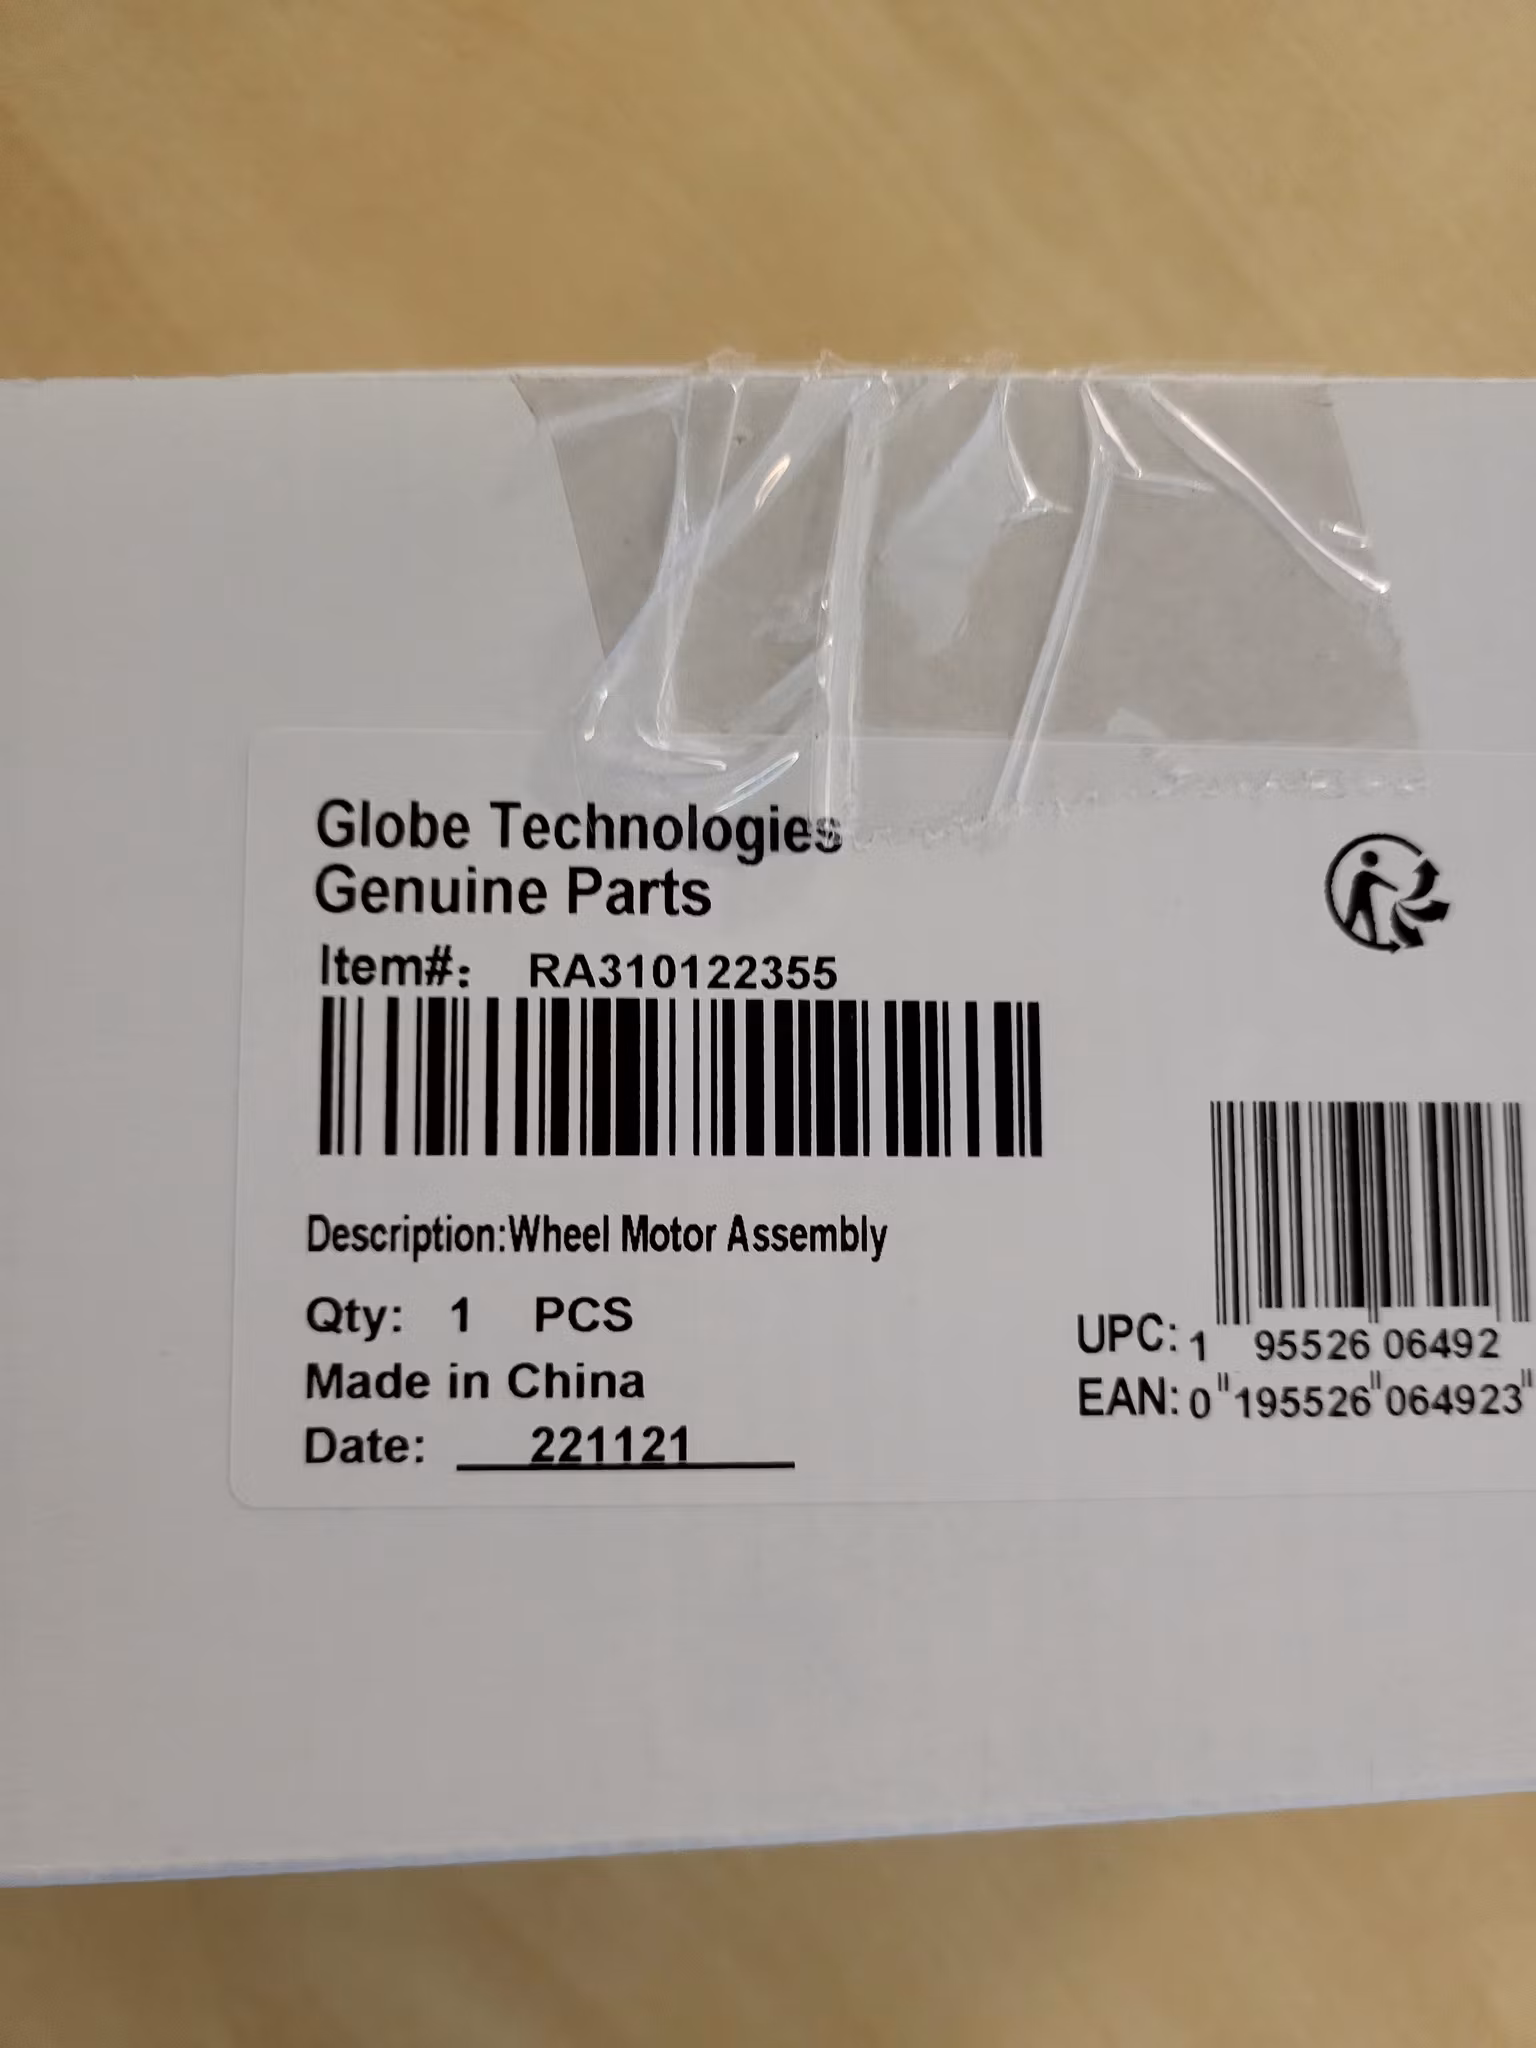 Globe Technologies
Genuine Parts
Item#: RA310122355
Description:Wheel Motor Assembly
Qty: 1 PCS
Made in China
Date: 221121
UPC: 1 95526 06492
EAN: 0 195526 064923